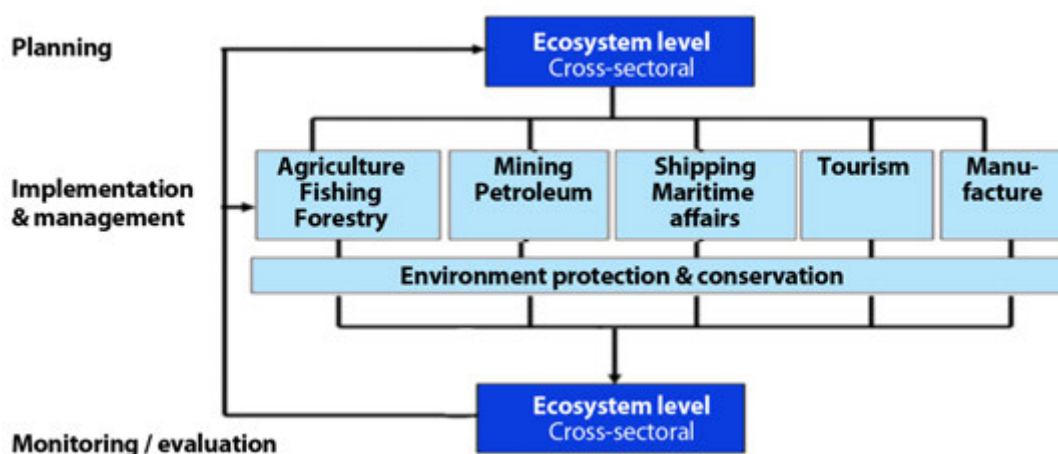 Planning
Ecosystem level
Cross-sectoral
Implementation
& management
Agriculture
Fishing
Forestry
Mining
Petroleum
Shipping
Maritime
affairs
Tourism
Manu-
facture
Environment protection & conservation
Ecosystem level
Cross-sectoral
Monitoring / evaluation